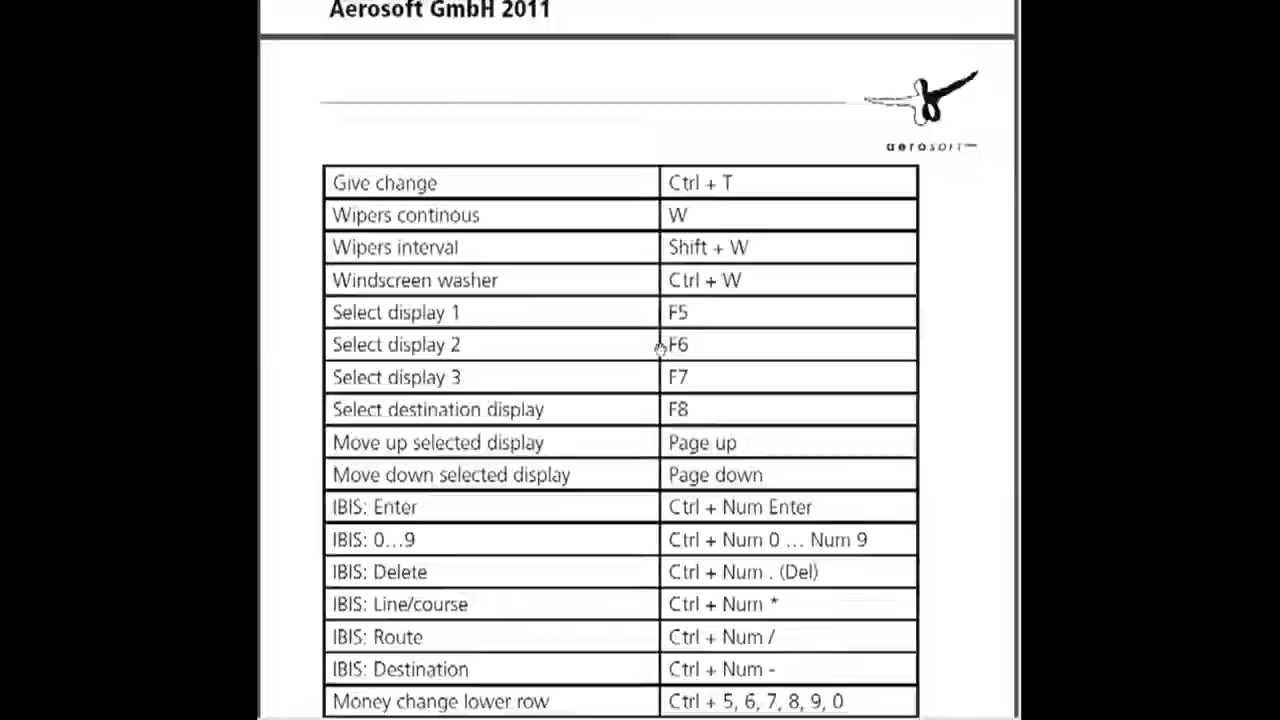 Aerosoft GmbH 2011
aerosoft™
Give change Ctrl + T
Wipers continous W
Wipers interval Shift + W
Windscreen washer Ctrl + W
Select display 1 F5
Select display 2 F6
Select display 3 F7
Select destination display F8
Move up selected display Page up
Move down selected display Page down
IBIS: Enter Ctrl + Num Enter
IBIS: 0...9 Ctrl + Num 0 ... Num 9
IBIS: Delete Ctrl + Num . (Del)
IBIS: Line/course Ctrl + Num *
IBIS: Route Ctrl + Num /
IBIS: Destination Ctrl + Num -
Money change lower row Ctrl + 5, 6, 7, 8, 9, 0